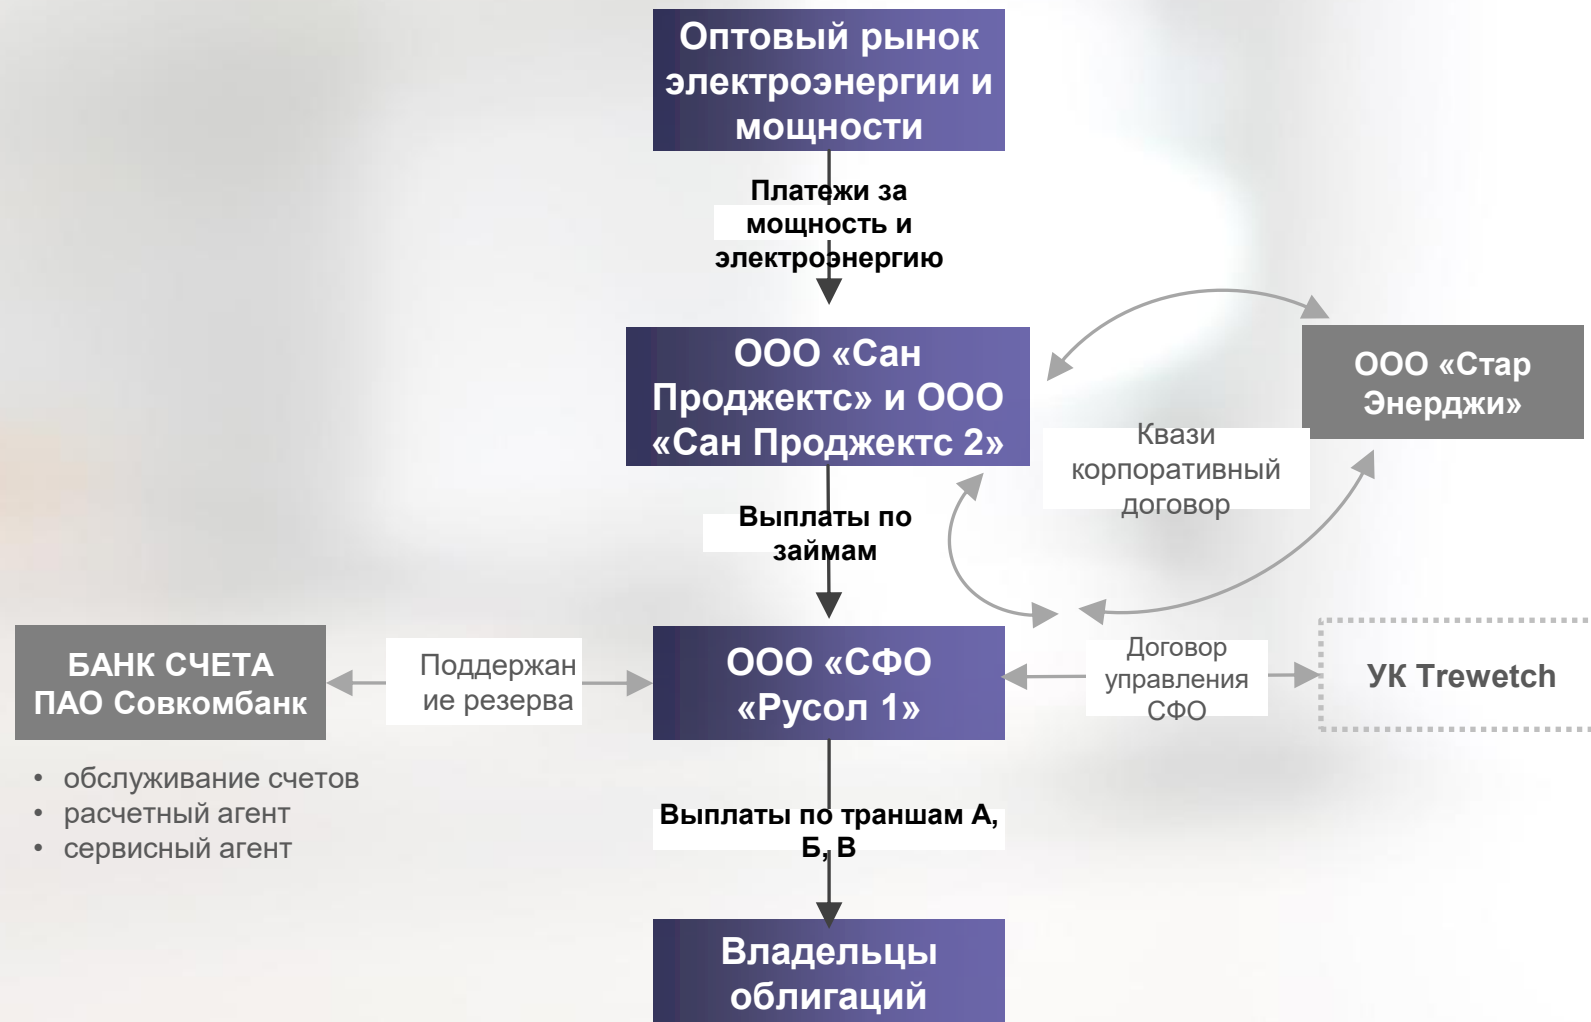 Оптовый рынок
электроэнергии и
мощности
Платежи за
мощность и
электроэнергию
ООО «Сан
Проджектс» и ООО
«Сан Проджектс 2»
ООО «Стар
Энерджи»
Квази
корпоративный
договор
Выплаты по
займам
БАНК СЧЕТА
ПАО Совкомбанк
Поддержан
ие резерва
ООО «СФО
«Русол 1»
Договор
управления
СФО
УК Trewetch
• обслуживание счетов
• расчетный агент
• сервисный агент
Выплаты по траншам А,
Б, В
Владельцы
облигаций